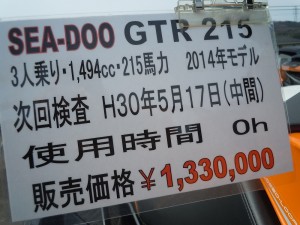 SEA-DOO GTR 215
3人乗り・1,494cc・215馬力 2014年モデル
次回検査 H30年5月17日(中間)
使用時間 0h
販売価格 ¥1,330,000